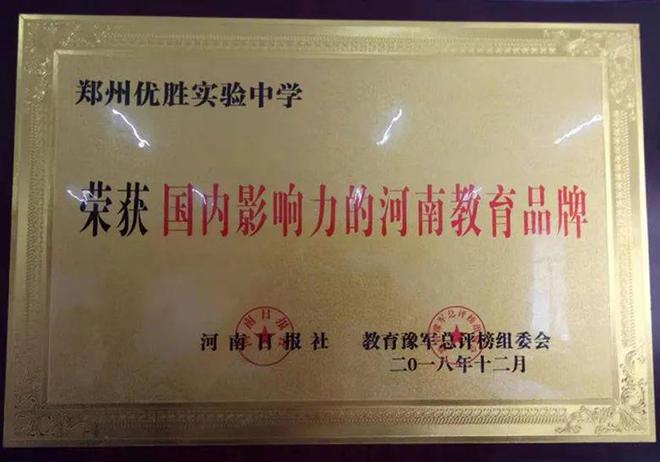 郑州优胜实验中学
荣获 国内影响力的河南教育品牌
河南日报社 教育豫军总评榜组委会
二〇一八年十二月